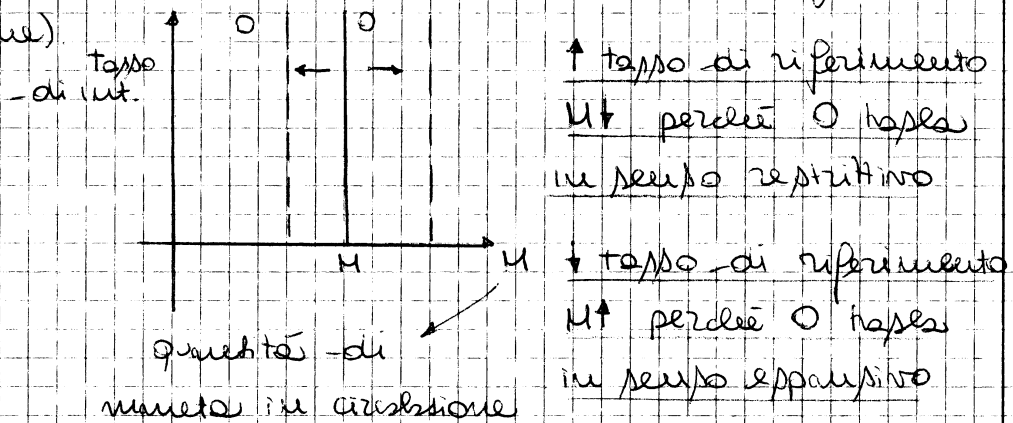 ue)
O O
tasso
di int.
M M
quantità di
moneta in circolazione
↑ tasso di riferimento
M↓ perché O trasla
in senso restrittivo
↓ tasso di riferimento
M↑ perché O trasla
in senso espansivo